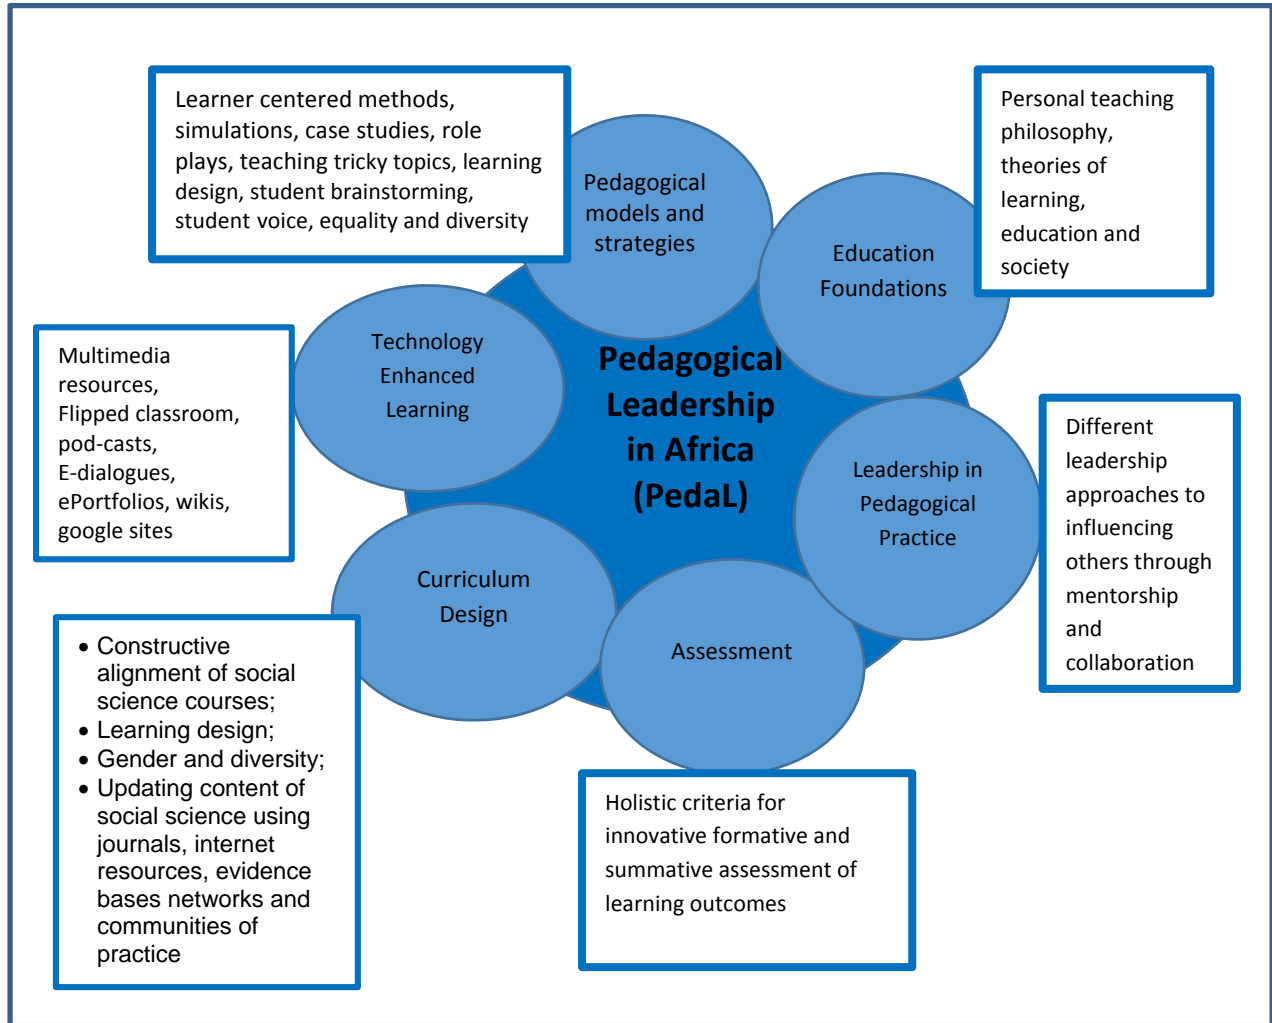 Learner centered methods,
simulations, case studies, role
plays, teaching tricky topics, learning
design, student brainstorming,
student voice, equality and diversity
Pedagogical
models and
strategies
Education
Foundations
Personal teaching
philosophy,
theories of
learning,
education and
society
Multimedia
resources,
Flipped classroom,
pod-casts,
E-dialogues,
ePortfolios, wikis,
google sites
Technology
Enhanced
Learning
Pedagogical
Leadership
in Africa
(PedaL)
Leadership in
Pedagogical
Practice
Different
leadership
approaches to
influencing
others through
mentorship
and
collaboration
Curriculum
Design
Assessment
• Constructive
alignment of social
science courses;
• Learning design;
• Gender and diversity;
• Updating content of
social science using
journals, internet
resources, evidence
bases networks and
communities of
practice
Holistic criteria for
innovative formative and
summative assessment of
learning outcomes